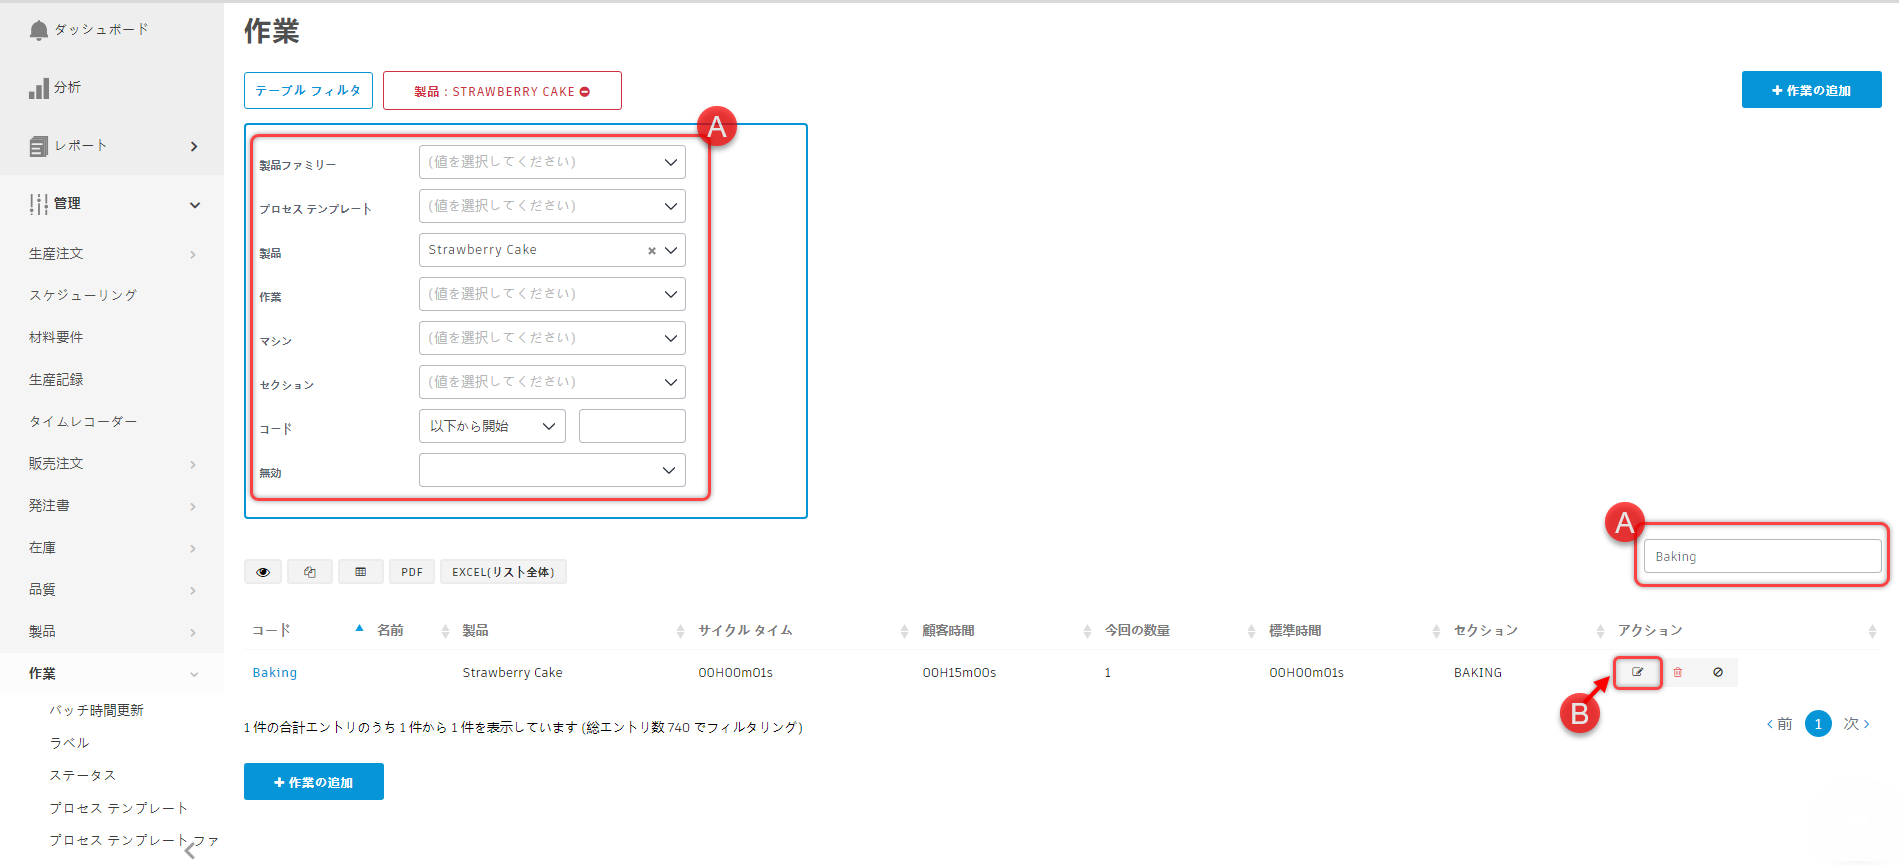 ダッシュボード
分析
レポート
管理
生産注文
スケジューリング
材料要件
生産記録
タイムレコーダー
販売注文
発注書
在庫
品質
製品
作業
バッチ時間更新
ラベル
ステータス
プロセス テンプレート
プロセス テンプレート ファ
作業
テーブル フィルタ
製品 : STRAWBERRY CAKE
作業の追加
A
製品ファミリー (値を選択してください)
プロセス テンプレート (値を選択してください)
製品 Strawberry Cake
作業 (値を選択してください)
マシン (値を選択してください)
セクション (値を選択してください)
コード 以下から開始
無効
A
Baking
PDF EXCEL(リスト全体)
コード 名前 製品 サイクル タイム 顧客時間 今回の数量 標準時間 セクション アクション
Baking Strawberry Cake 00H00m01s 00H15m00s 1 00H00m01s BAKING
B
1 件の合計エントリのうち 1 件から 1 件を表示しています (総エントリ数 740 でフィルタリング)
前 1 次
作業の追加